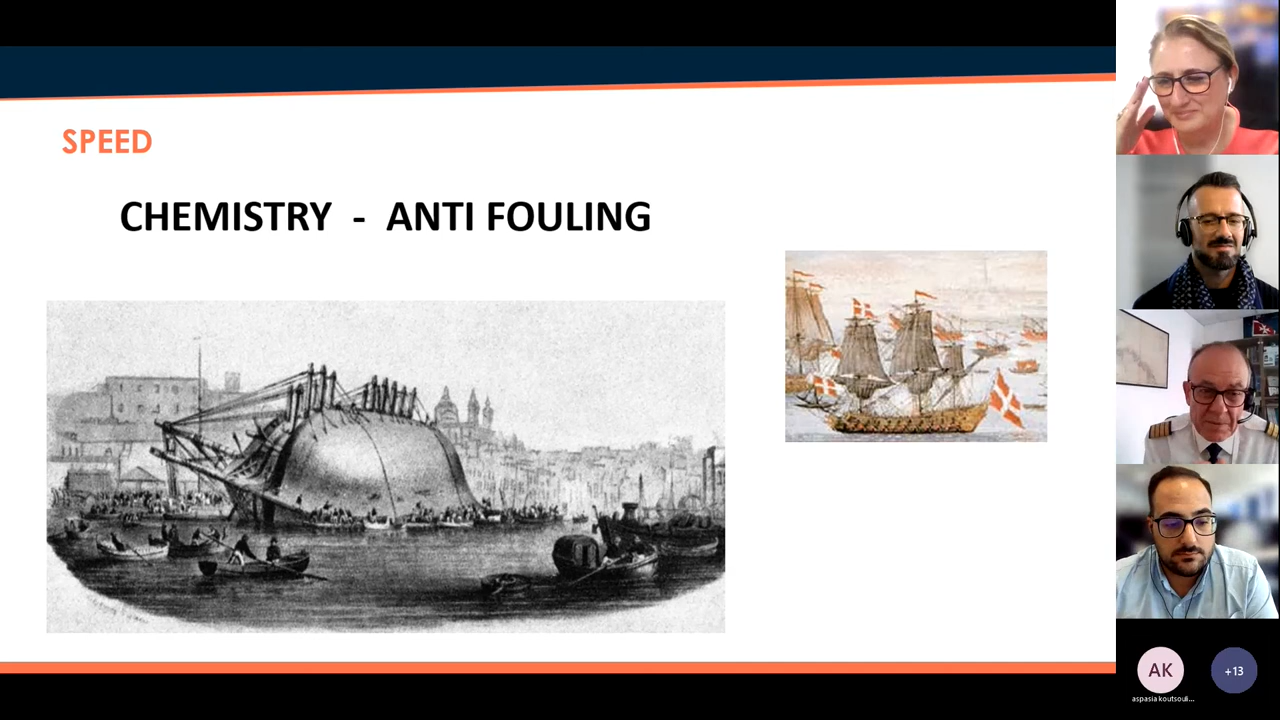 SPEED
CHEMISTRY - ANTI FOULING
AK
+13
aspasia koutsouli...